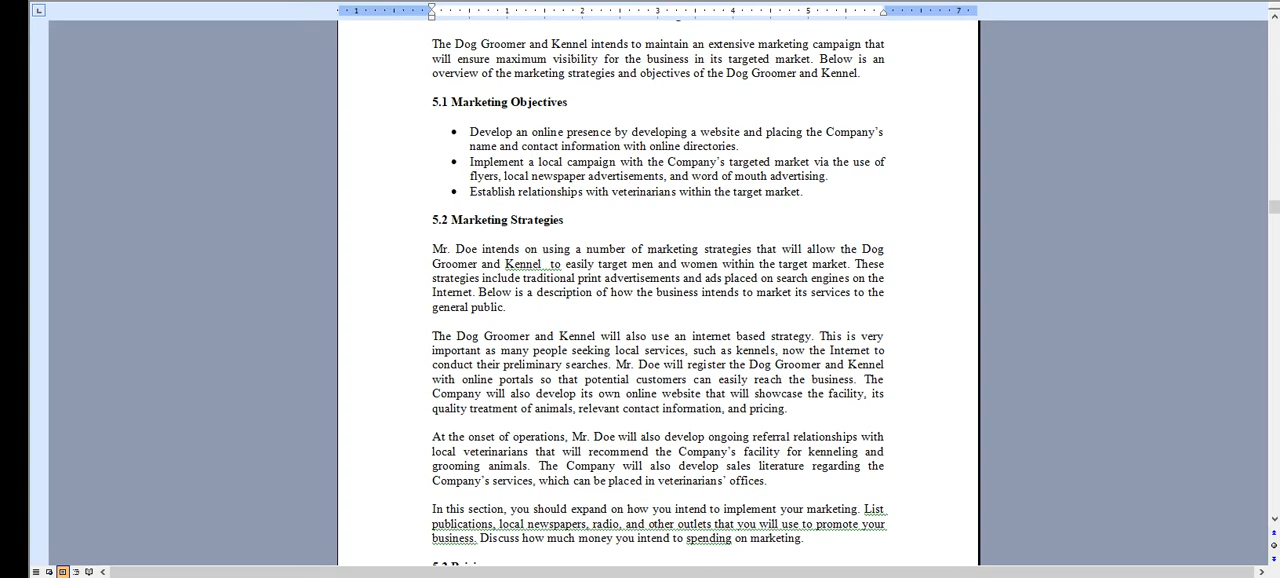 1 1 2 3 4 5 7
The Dog Groomer and Kennel intends to maintain an extensive marketing campaign that
will ensure maximum visibility for the business in its targeted market. Below is an
overview of the marketing strategies and objectives of the Dog Groomer and Kennel.
5.1 Marketing Objectives
• Develop an online presence by developing a website and placing the Company’s
name and contact information with online directories.
• Implement a local campaign with the Company’s targeted market via the use of
flyers, local newspaper advertisements, and word of mouth advertising.
• Establish relationships with veterinarians within the target market.
5.2 Marketing Strategies
Mr. Doe intends on using a number of marketing strategies that will allow the Dog
Groomer and Kennel to easily target men and women within the target market. These
strategies include traditional print advertisements and ads placed on search engines on the
Internet. Below is a description of how the business intends to market its services to the
general public.
The Dog Groomer and Kennel will also use an internet based strategy. This is very
important as many people seeking local services, such as kennels, now the Internet to
conduct their preliminary searches. Mr. Doe will register the Dog Groomer and Kennel
with online portals so that potential customers can easily reach the business. The
Company will also develop its own online website that will showcase the facility, its
quality treatment of animals, relevant contact information, and pricing.
At the onset of operations, Mr. Doe will also develop ongoing referral relationships with
local veterinarians that will recommend the Company’s facility for kenneling and
grooming animals. The Company will also develop sales literature regarding the
Company’s services, which can be placed in veterinarians’ offices.
In this section, you should expand on how you intend to implement your marketing. List
publications, local newspapers, radio, and other outlets that you will use to promote your
business. Discuss how much money you intend to spending on marketing.